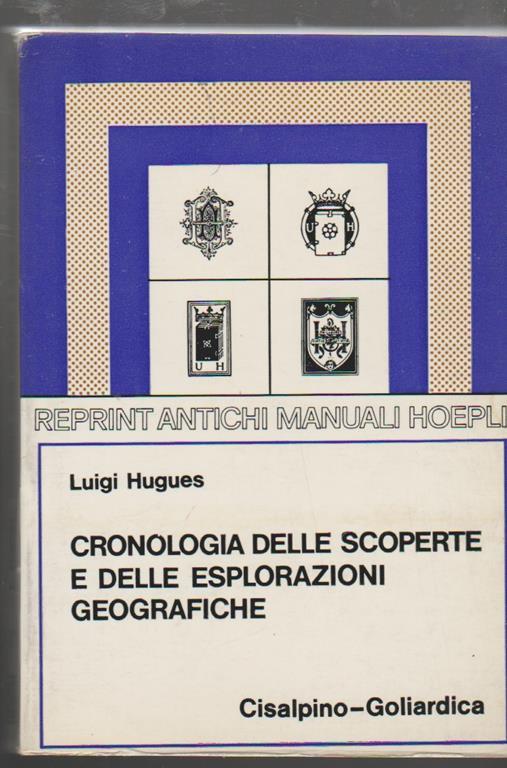 U H
U H
REPRINT ANTICHI MANUALI HOEPLI
Luigi Hugues
CRONOLOGIA DELLE SCOPERTE
E DELLE ESPLORAZIONI
GEOGRAFICHE
Cisalpino-Goliardica